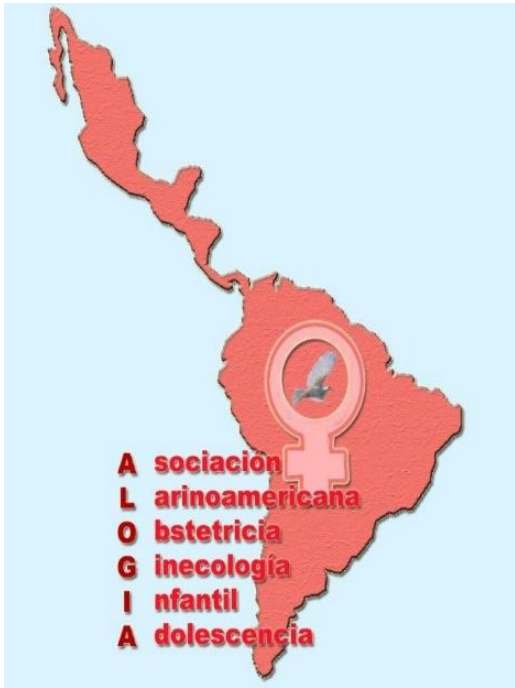 A sociación
L arinoamericana
O bstetricia
G inecología
I nfantil
A dolescencia